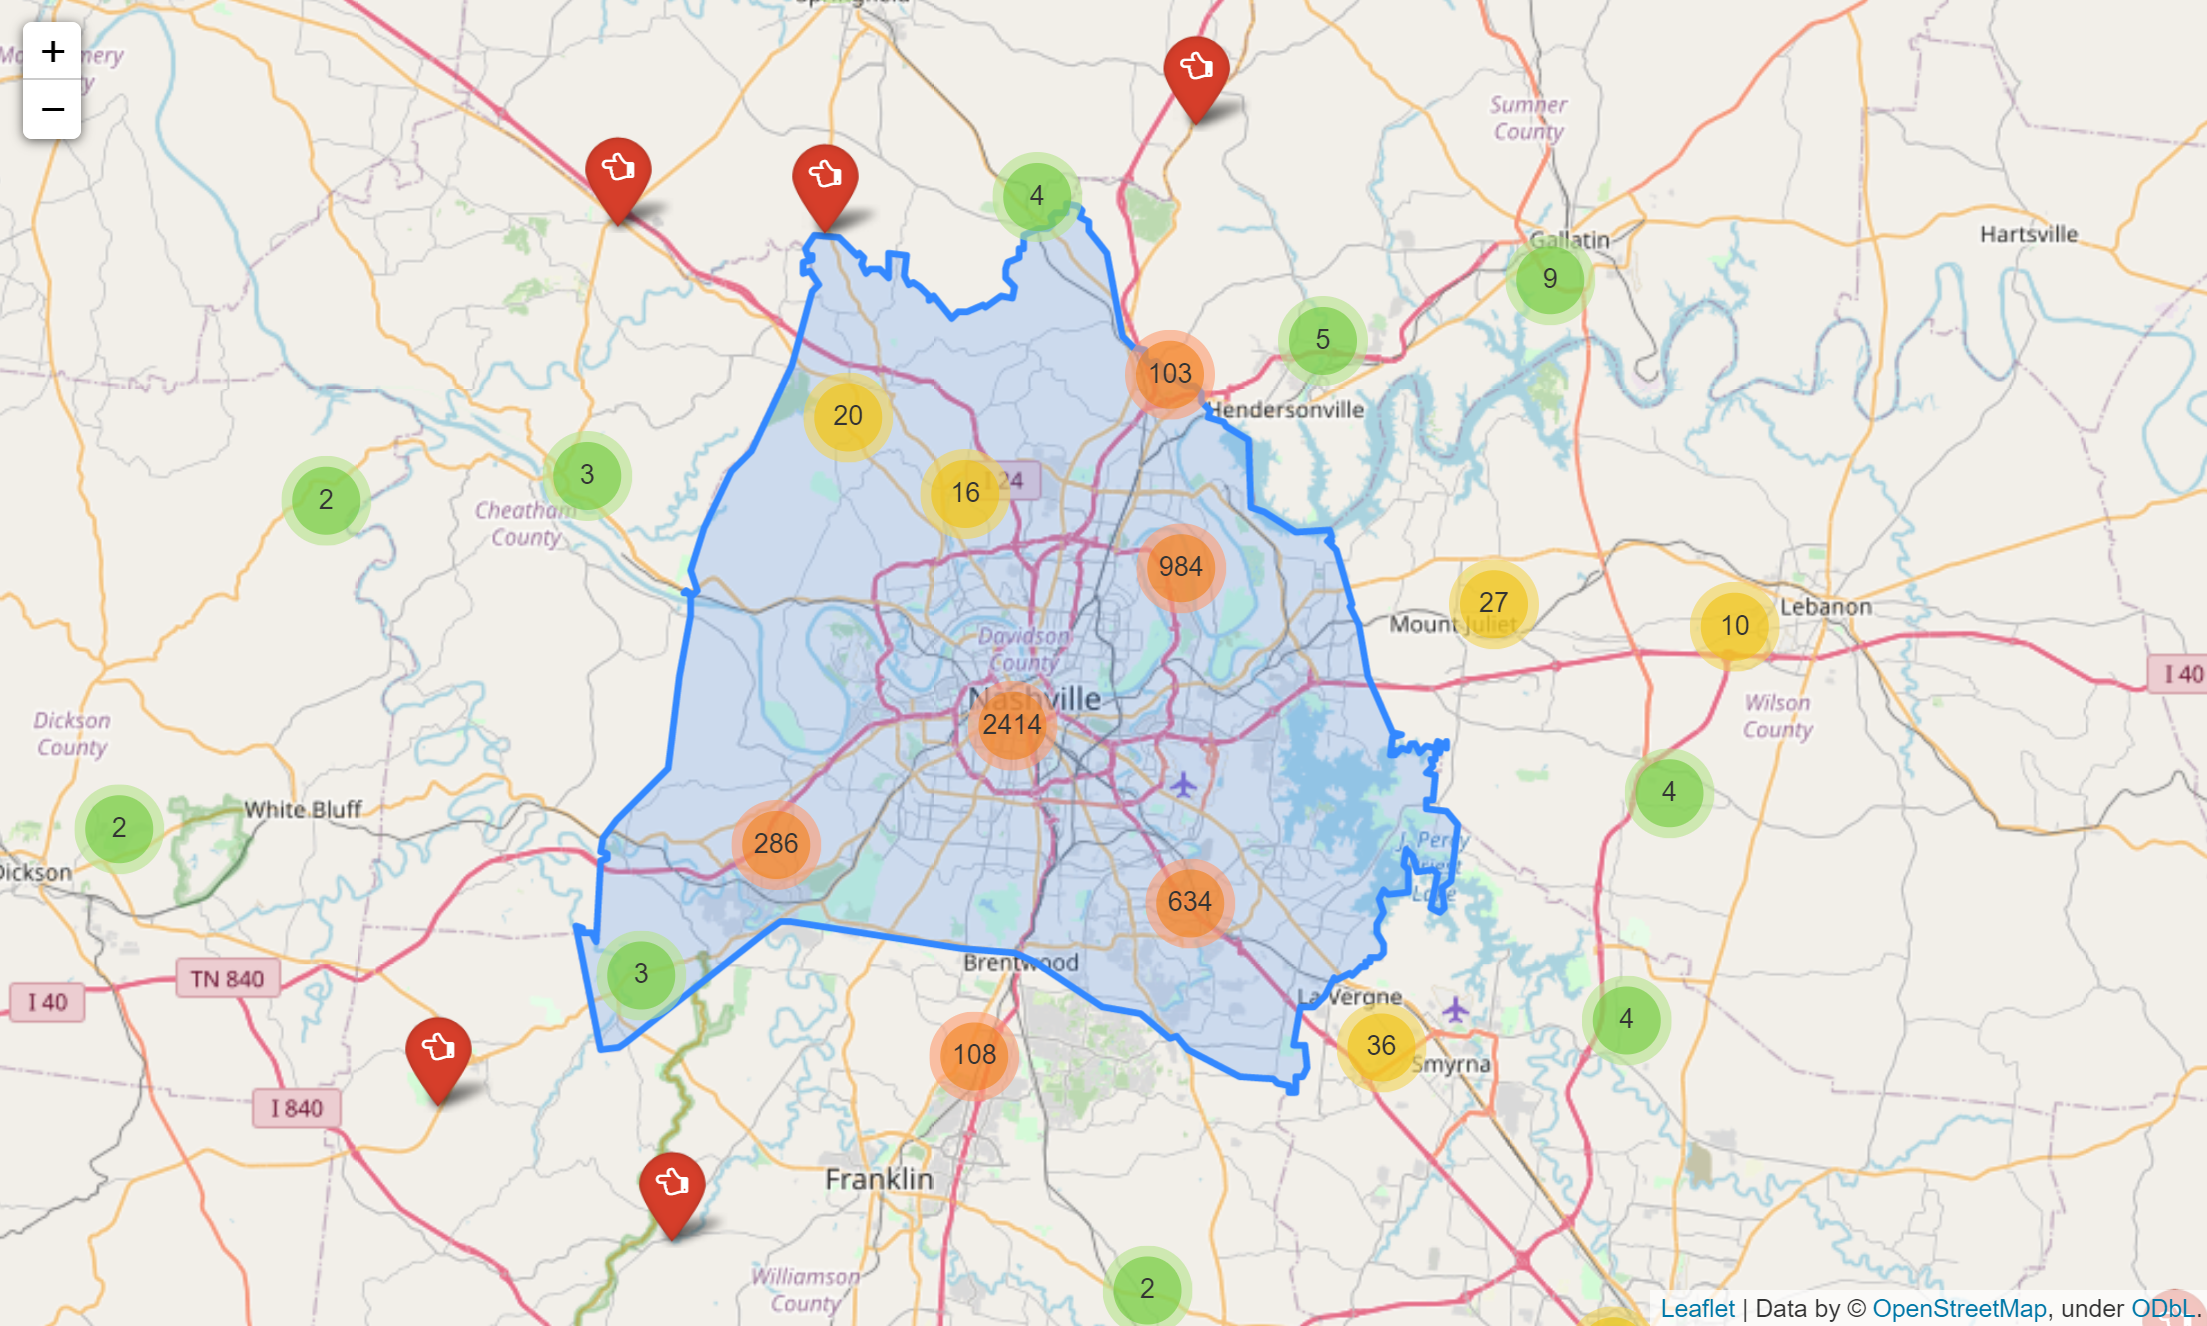 +
−
Sumner
County
4
Gallatin
Hartsville
9
5
103
Hendersonville
20
16
I 24
3
2
Cheatham
County
984
27
Mount Juliet
10
Lebanon
Davidson
County
Nashville
2414
I 40
Wilson
County
Dickson
County
4
White Bluff
2
286
J. Percy
Priest
Lake
Dickson
634
Brentwood
3
TN 840
I 40
La Vergne
4
36
Smyrna
108
I 840
Franklin
Williamson
County
2
Leaflet | Data by © OpenStreetMap, under ODbL.